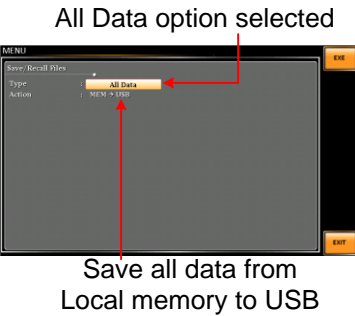 All Data option selected
MENU
EXE
Save/Recall Files
Type : All Data
Action : MEM → USB
EXIT
Save all data from
Local memory to USB